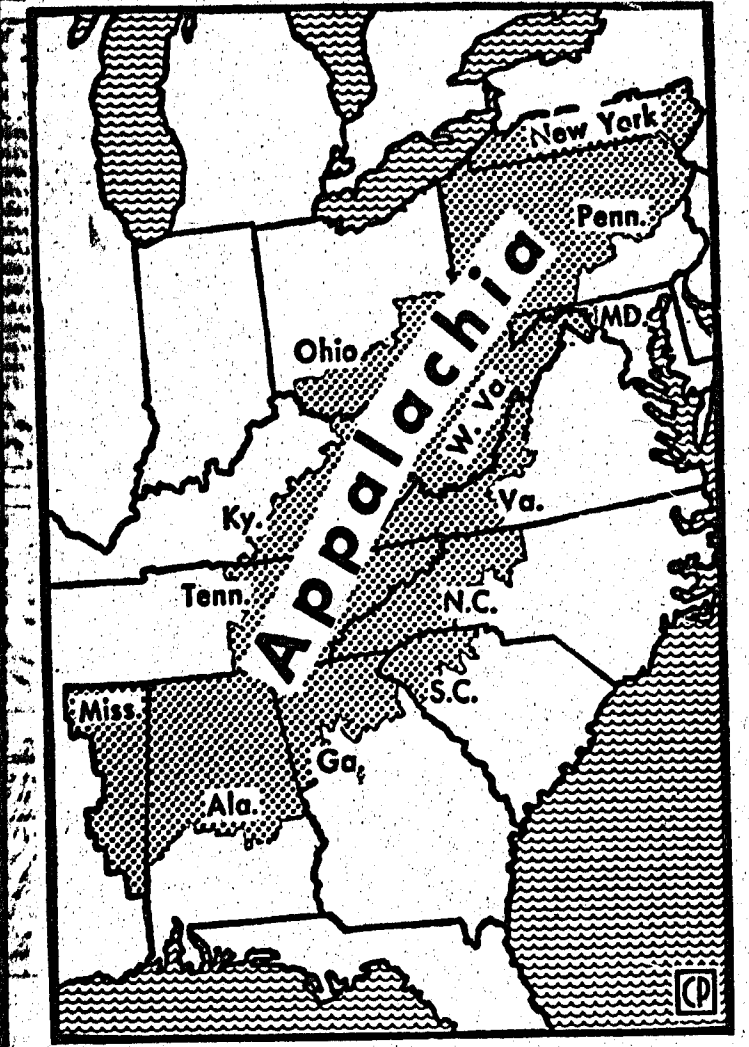 New York
Penn.
MD.
Ohio
Appalachia
W. Va.
Ky.
Va.
Tenn.
N.C.
S.C.
Miss.
Ga.
Ala.
CP